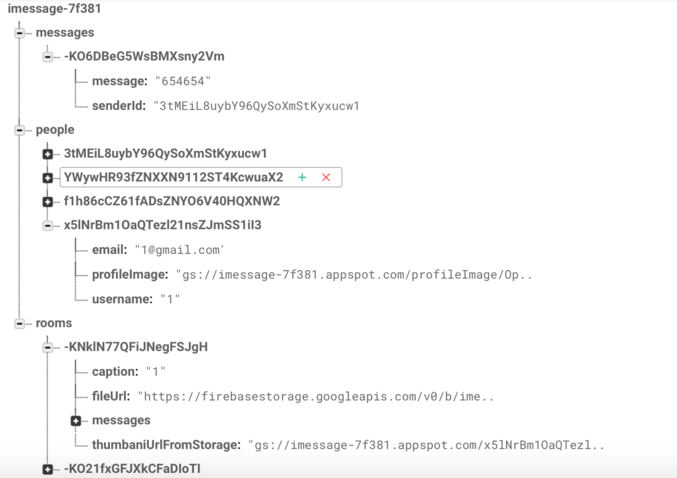 imessage-7f381
messages
-KO6DBeG5WsBMXsny2Vm
message: "654654"
senderId: "3tMEiL8uybY96QySoXmStKyxucw1
people
3tMEiL8uybY96QySoXmStKyxucw1
YWywHR93fZNXXN9112ST4KcwuaX2
f1h86cCZ61fADsZNYO6V40HQXNW2
x5lNrBm1OaQTezl21nsZJmSS1iI3
email: "1@gmail.com'
profileImage: "gs://imessage-7f381.appspot.com/profileImage/Op..
username: "1"
rooms
-KNklN77QFiJNegFSJgH
caption: "1"
fileUrl: "https://firebasestorage.googleapis.com/v0/b/ime..
messages
thumbaniUrlFromStorage: "gs://imessage-7f381.appspot.com/x5lNrBm1OaQTezl..
-KO21fxGFJXkCFaDIoTI